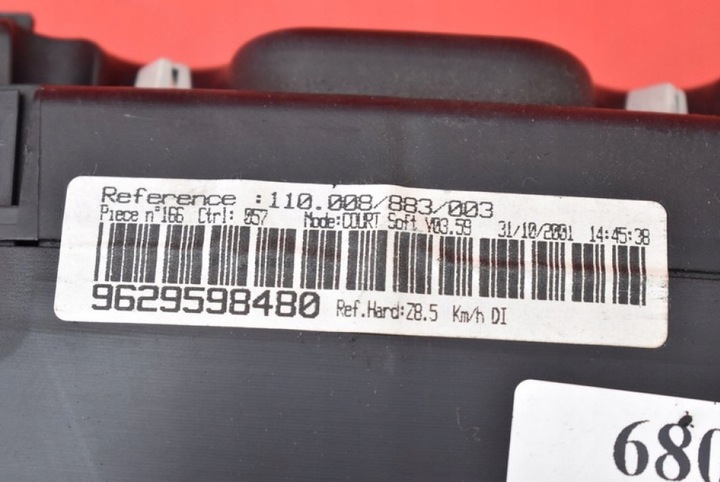 Reference :110.008/883/003
Piece n°166 Ctrl: 057 Mode:COURT Soft V03.59 31/10/2001 14:45:38
9629598480 Ref.Hard:Z8.5 Km/h DI
680